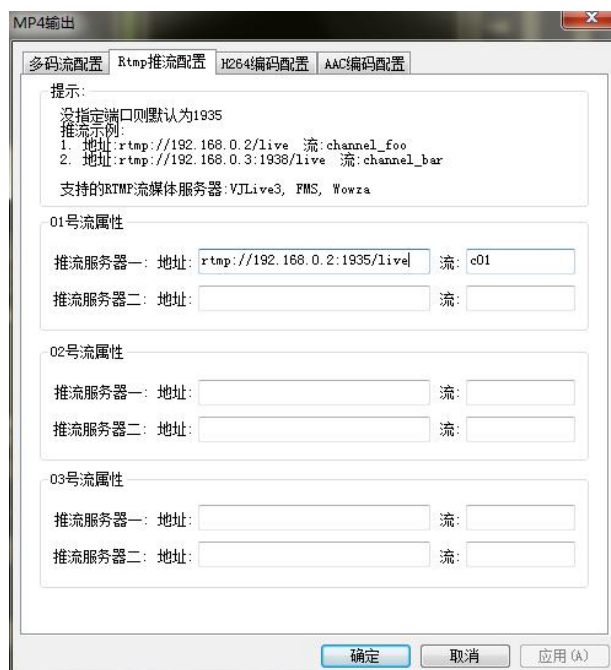 MP4输出
多码流配置 Rtmp推流配置 H264编码配置 AAC编码配置
提示:
没指定端口则默认为1935
推流示例:
1. 地址:rtmp://192.168.0.2/live 流:channel_foo
2. 地址:rtmp://192.168.0.3:1938/live 流:channel_bar
支持的RTMP流媒体服务器:VJLive3, FMS, Wowza
01号流属性
推流服务器一: 地址: rtmp://192.168.0.2:1935/live 流: c01
推流服务器二: 地址: 流:
02号流属性
推流服务器一: 地址: 流:
推流服务器二: 地址: 流:
03号流属性
推流服务器一: 地址: 流:
推流服务器二: 地址: 流:
确定 取消 应用(A)